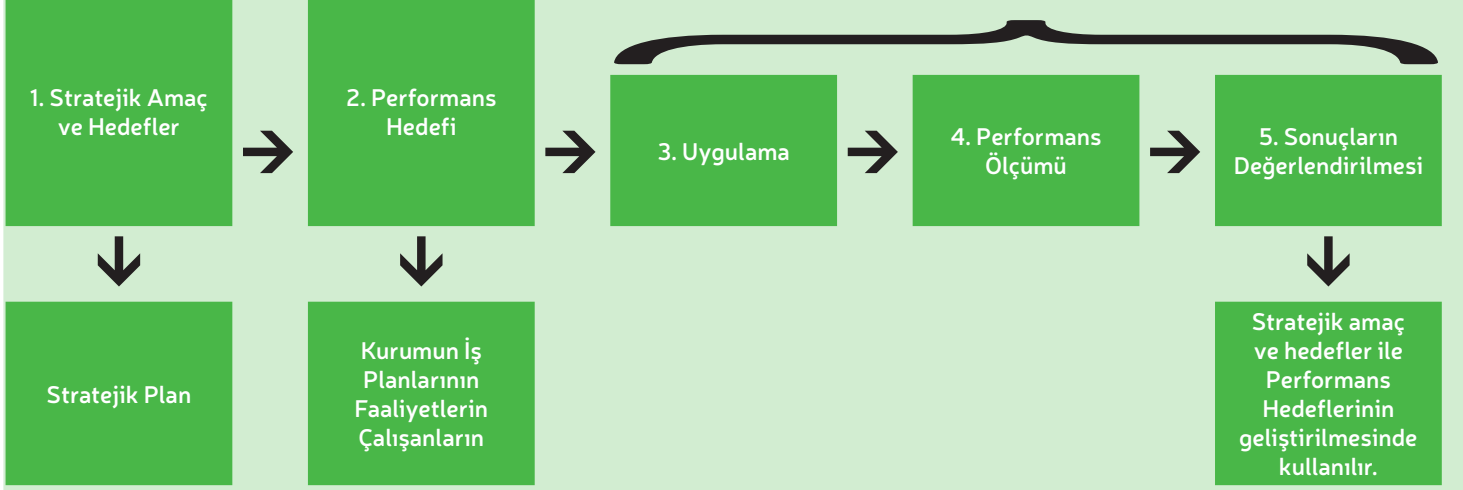 1. Stratejik Amaç
ve Hedefler
2. Performans
Hedefi
3. Uygulama
4. Performans
Ölçümü
5. Sonuçların
Değerlendirilmesi
Stratejik Plan
Kurumun İş
Planlarının
Faaliyetlerin
Çalışanların
Stratejik amaç
ve hedefler ile
Performans
Hedeflerinin
geliştirilmesinde
kullanılır.